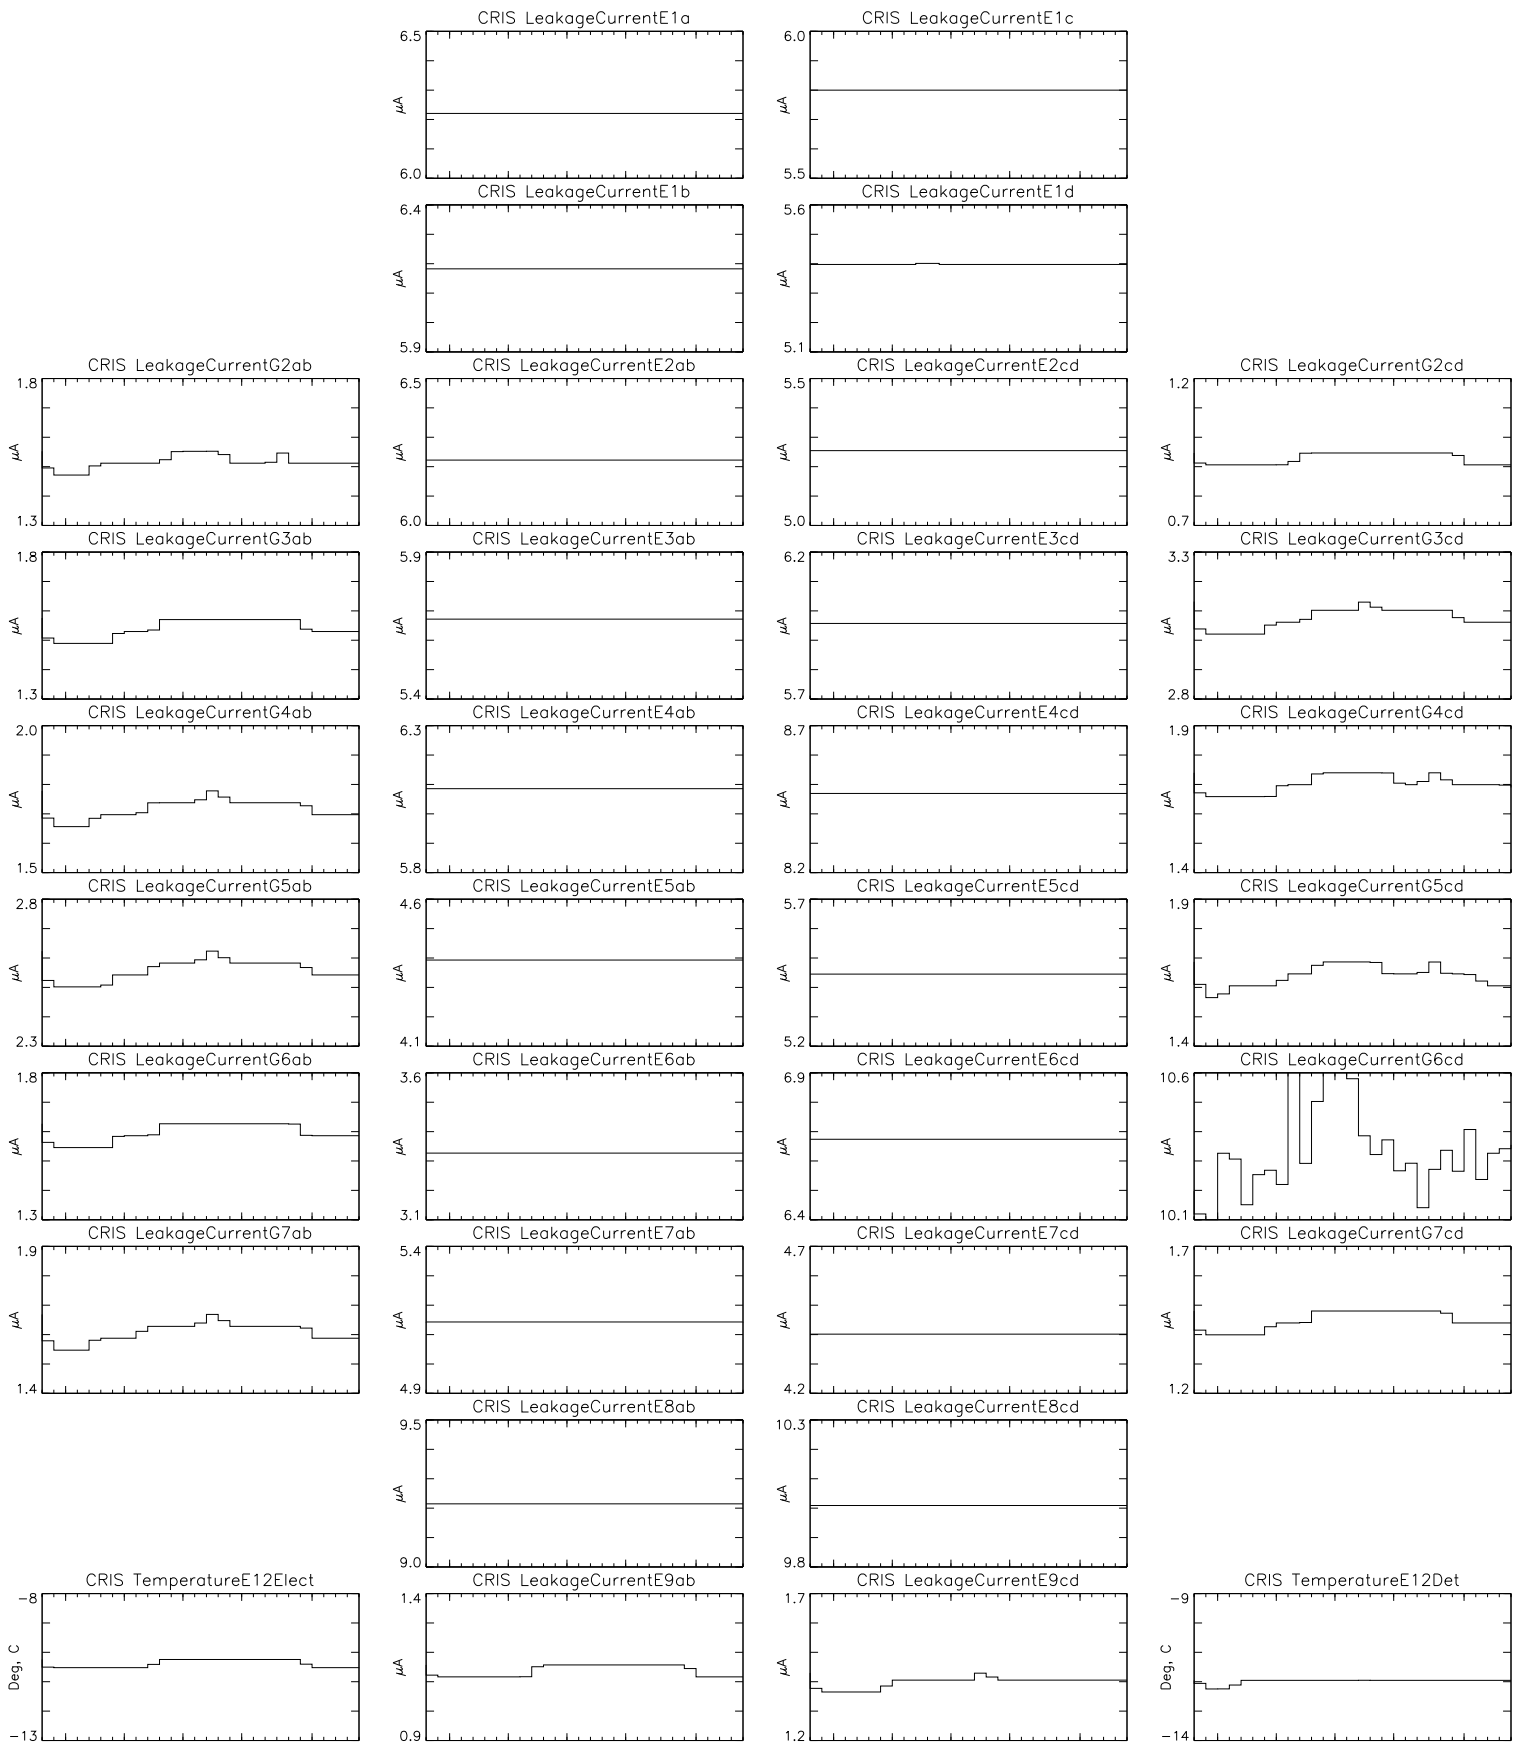 CRIS LeakageCurrentE1a CRIS LeakageCurrentE1c
6.5 6.0
μA μA
6.0 5.5
CRIS LeakageCurrentE1b CRIS LeakageCurrentE1d
6.4 5.6
μA μA
5.9 5.1
CRIS LeakageCurrentG2ab CRIS LeakageCurrentE2ab CRIS LeakageCurrentE2cd CRIS LeakageCurrentG2cd
1.8 6.5 5.5 1.2
μA μA μA μA
1.3 6.0 5.0 0.7
CRIS LeakageCurrentG3ab CRIS LeakageCurrentE3ab CRIS LeakageCurrentE3cd CRIS LeakageCurrentG3cd
1.8 5.9 6.2 3.3
μA μA μA μA
1.3 5.4 5.7 2.8
CRIS LeakageCurrentG4ab CRIS LeakageCurrentE4ab CRIS LeakageCurrentE4cd CRIS LeakageCurrentG4cd
2.0 6.3 8.7 1.9
μA μA μA μA
1.5 5.8 8.2 1.4
CRIS LeakageCurrentG5ab CRIS LeakageCurrentE5ab CRIS LeakageCurrentE5cd CRIS LeakageCurrentG5cd
2.8 4.6 5.7 1.9
μA μA μA μA
2.3 4.1 5.2 1.4
CRIS LeakageCurrentG6ab CRIS LeakageCurrentE6ab CRIS LeakageCurrentE6cd CRIS LeakageCurrentG6cd
1.8 3.6 6.9 10.6
μA μA μA μA
1.3 3.1 6.4 10.1
CRIS LeakageCurrentG7ab CRIS LeakageCurrentE7ab CRIS LeakageCurrentE7cd CRIS LeakageCurrentG7cd
1.9 5.4 4.7 1.7
μA μA μA μA
1.4 4.9 4.2 1.2
CRIS LeakageCurrentE8ab CRIS LeakageCurrentE8cd
9.5 10.3
μA μA
9.0 9.8
CRIS TemperatureE12Elect CRIS LeakageCurrentE9ab CRIS LeakageCurrentE9cd CRIS TemperatureE12Det
-8 1.4 1.7 -9
Deg, C μA μA Deg, C
-13 0.9 1.2 -14